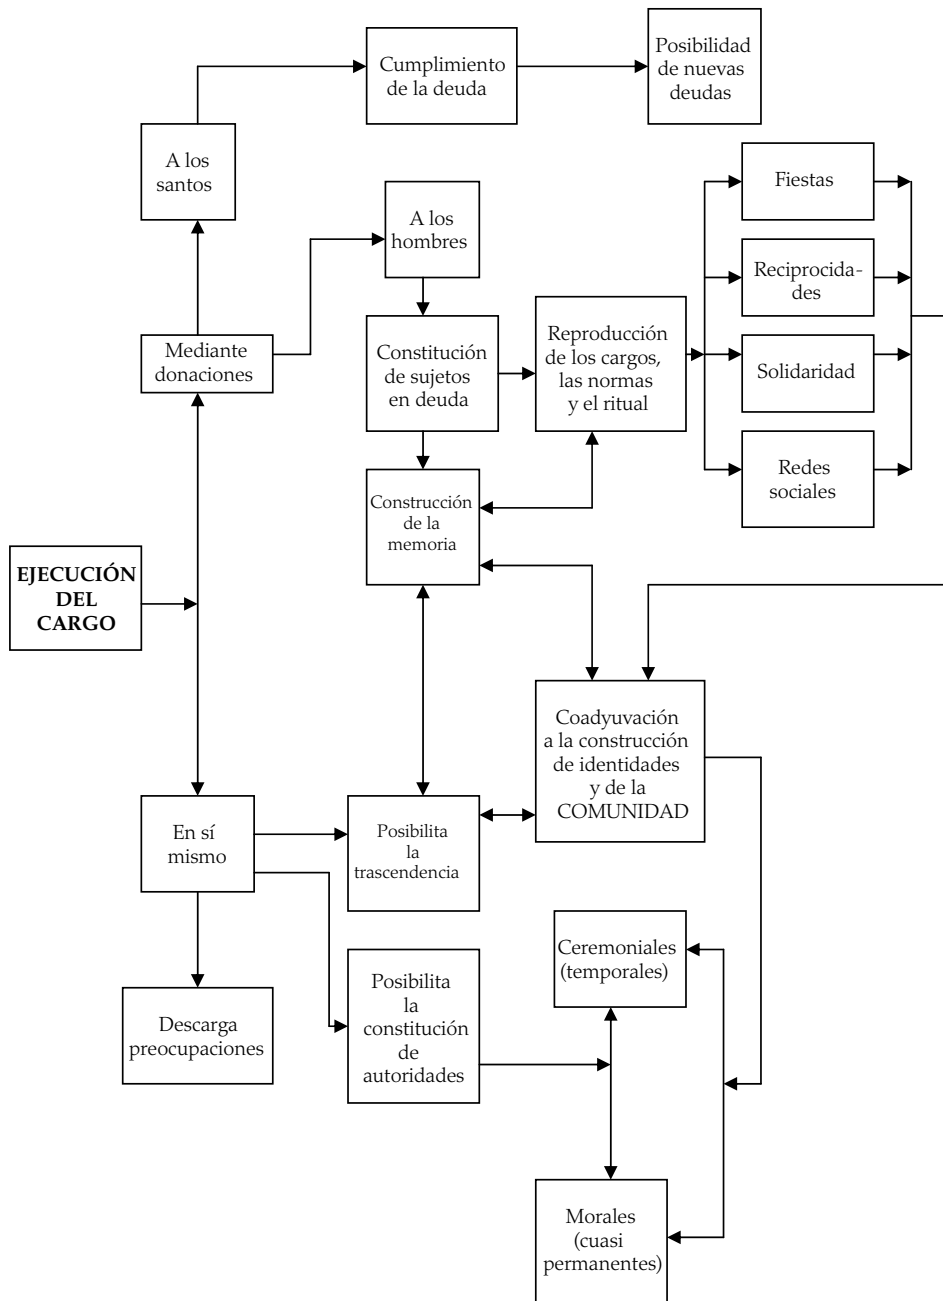 Cumplimiento
de la deuda
Posibilidad
de nuevas
deudas
A los
santos
Fiestas
A los
hombres
Reciprocida-
des
Mediante
donaciones
Constitución
de sujetos
en deuda
Reproducción
de los cargos,
las normas
y el ritual
Solidaridad
Redes
sociales
Construcción
de la
memoria
EJECUCIÓN
DEL
CARGO
Coadyuvación
a la construcción
de identidades
y de la
COMUNIDAD
En sí
mismo
Posibilita
la
trascendencia
Ceremoniales
(temporales)
Posibilita
la
constitución
de
autoridades
Descarga
preocupaciones
Morales
(cuasi
permanentes)